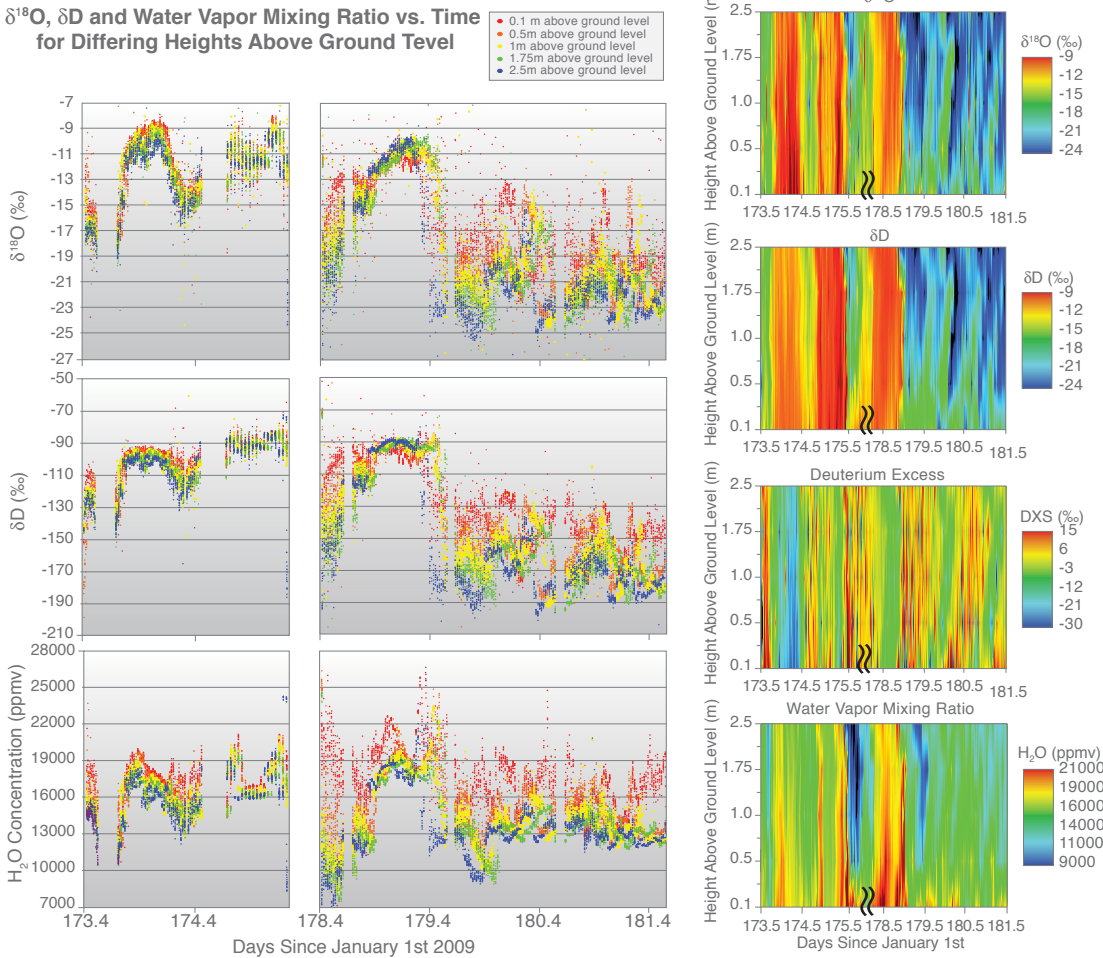 δ¹⁸O, δD and Water Vapor Mixing Ratio vs. Time
for Differing Heights Above Ground Tevel
0.1 m above ground level
0.5m above ground level
1m above ground level
1.75m above ground level
2.5m above ground level
δ¹⁸O (‰)
-7
-9
-11
-13
-15
-17
-19
-21
-23
-25
-27
δD (‰)
-50
-70
-90
-110
-130
-150
-170
-190
-210
H₂O Concentration (ppmv)
28000
25000
22000
19000
16000
13000
10000
7000
173.4
174.4
178.4
179.4
180.4
181.4
Days Since January 1st 2009
Height Above Ground Level
2.5
1.75
1.0
0.5
0.1
173.5 174.5 175.5 178.5 179.5 180.5 181.5
δ¹⁸O (‰)
-9
-12
-15
-18
-21
-24
δD
Height Above Ground Level (m)
2.5
1.75
1.0
0.5
0.1
173.5 174.5 175.5 178.5 179.5 180.5 181.5
δD (‰)
-9
-12
-15
-18
-21
-24
Deuterium Excess
Height Above Ground Level (m)
2.5
1.75
1.0
0.5
0.1
173.5 174.5 175.5 178.5 179.5 180.5 181.5
DXS (‰)
15
6
-3
-12
-21
-30
Water Vapor Mixing Ratio
Height Above Ground Level (m)
2.5
1.75
1.0
0.5
0.1
173.5 174.5 175.5 178.5 179.5 180.5 181.5
Days Since January 1st
H₂O (ppmv)
21000
19000
16000
14000
11000
9000